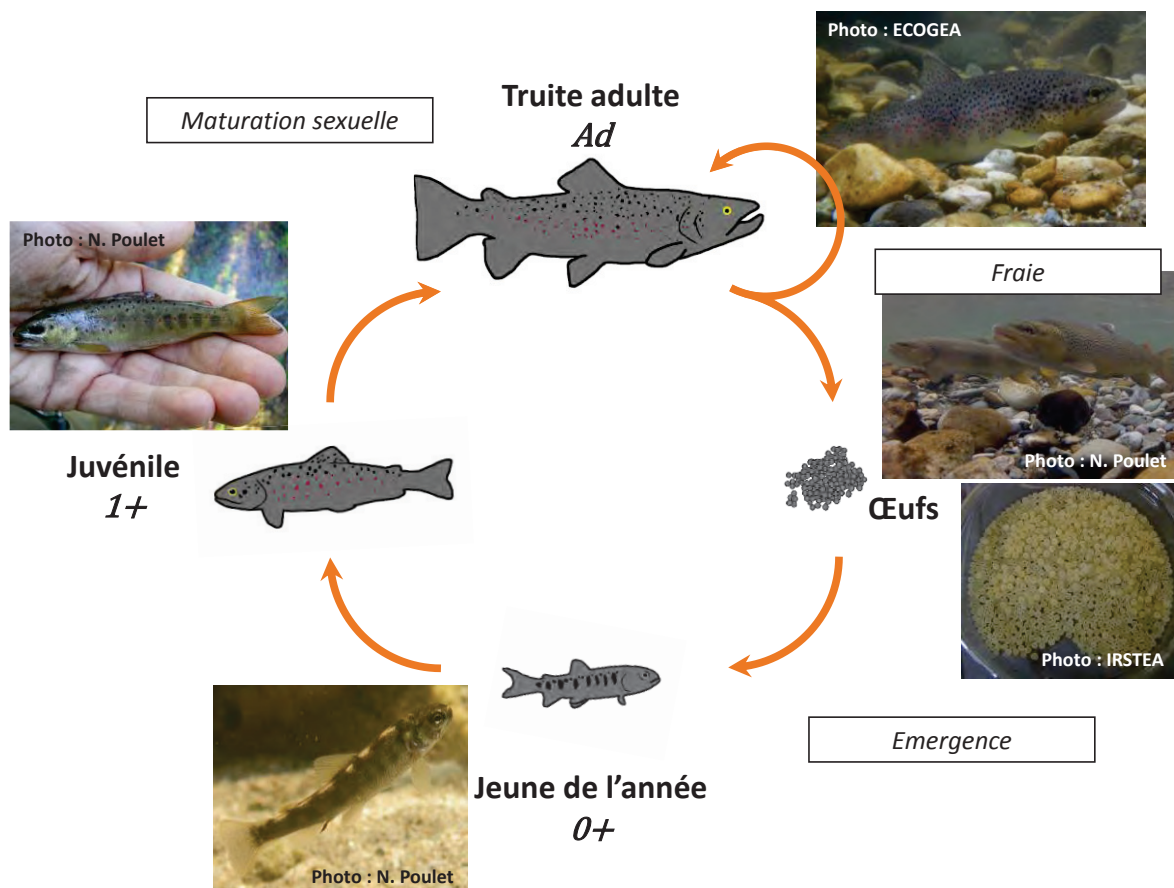 Photo : ECOGEA
Truite adulte
Ad
Maturation sexuelle
Photo : N. Poulet
Fraie
Photo : N. Poulet
Juvénile
1+
Œufs
Photo : IRSTEA
Emergence
Jeune de l'année
0+
Photo : N. Poulet